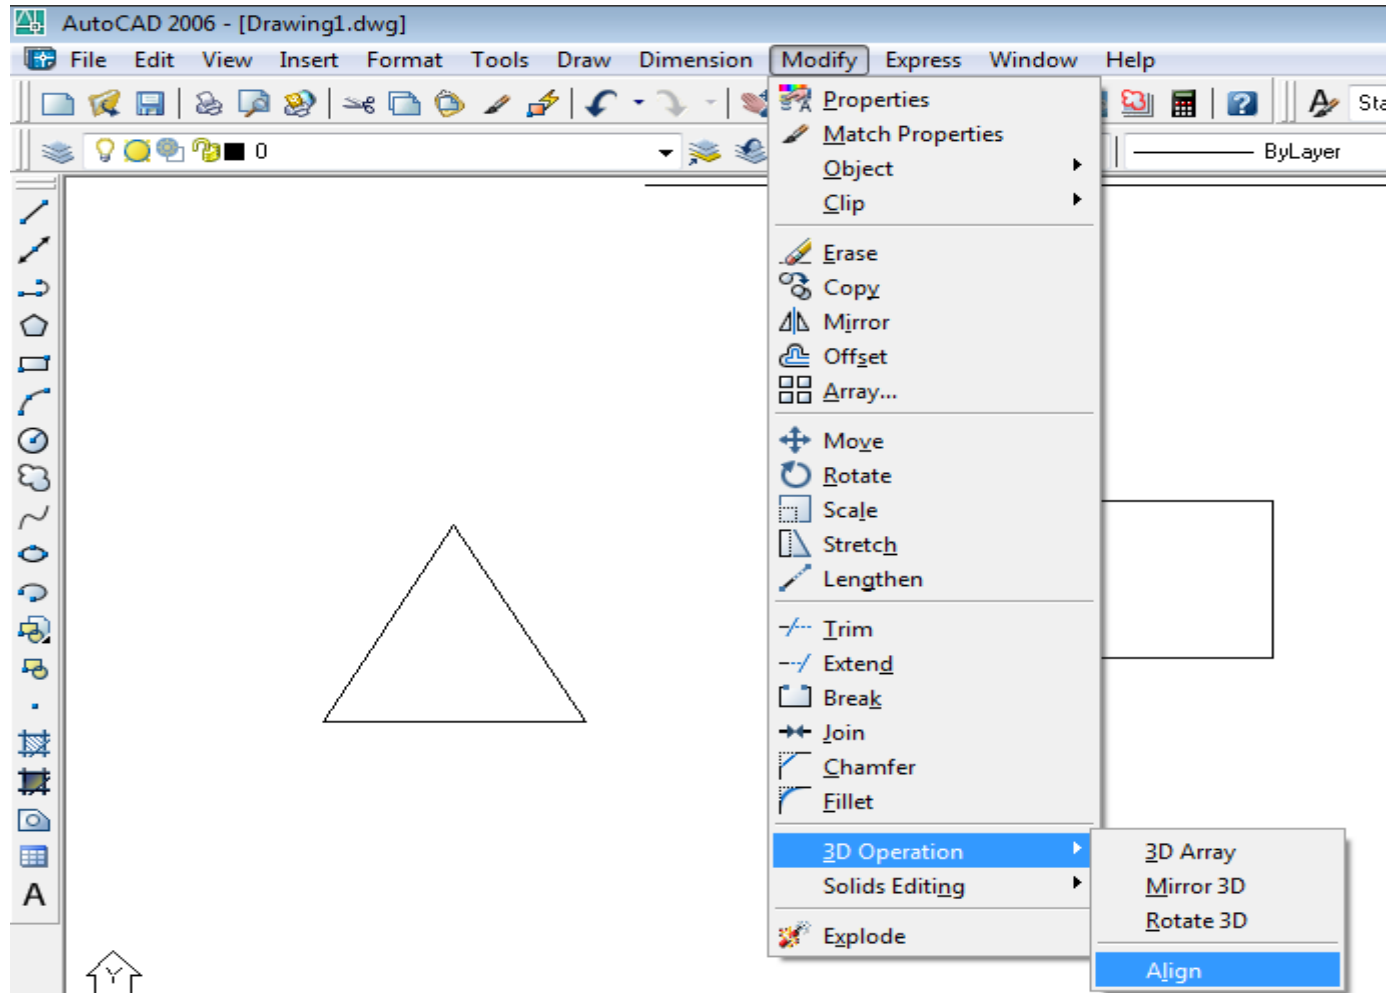 AutoCAD 2006 - [Drawing1.dwg]
File Edit View Insert Format Tools Draw Dimension Modify Express Window Help
Sta
0 ByLayer
Properties
Match Properties
Object
Clip
Erase
Copy
Mirror
Offset
Array...
Move
Rotate
Scale
Stretch
Lengthen
Trim
Extend
Break
Join
Chamfer
Fillet
3D Operation
Solids Editing
Explode
3D Array
Mirror 3D
Rotate 3D
Align
A
Y